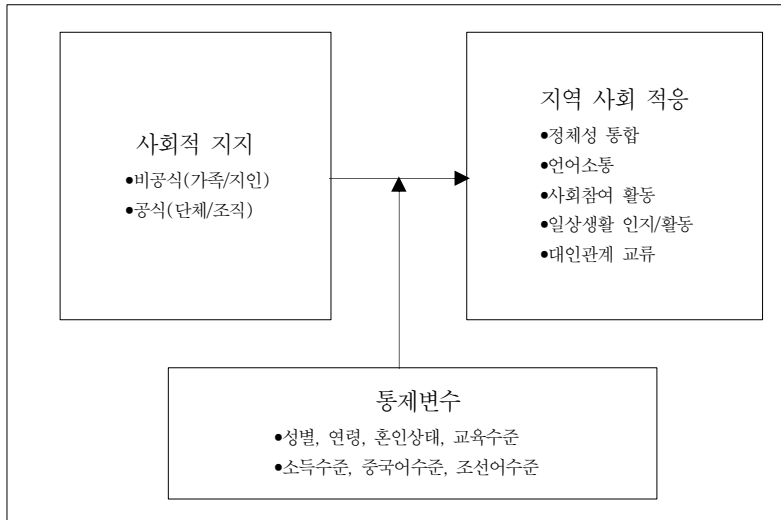 사회적 지지
●비공식(가족/지인)
●공식(단체/조직)
지역 사회 적응
●정체성 통합
●언어소통
●사회참여 활동
●일상생활 인지/활동
●대인관계 교류
통제변수
●성별, 연령, 혼인상태, 교육수준
●소득수준, 중국어수준, 조선어수준